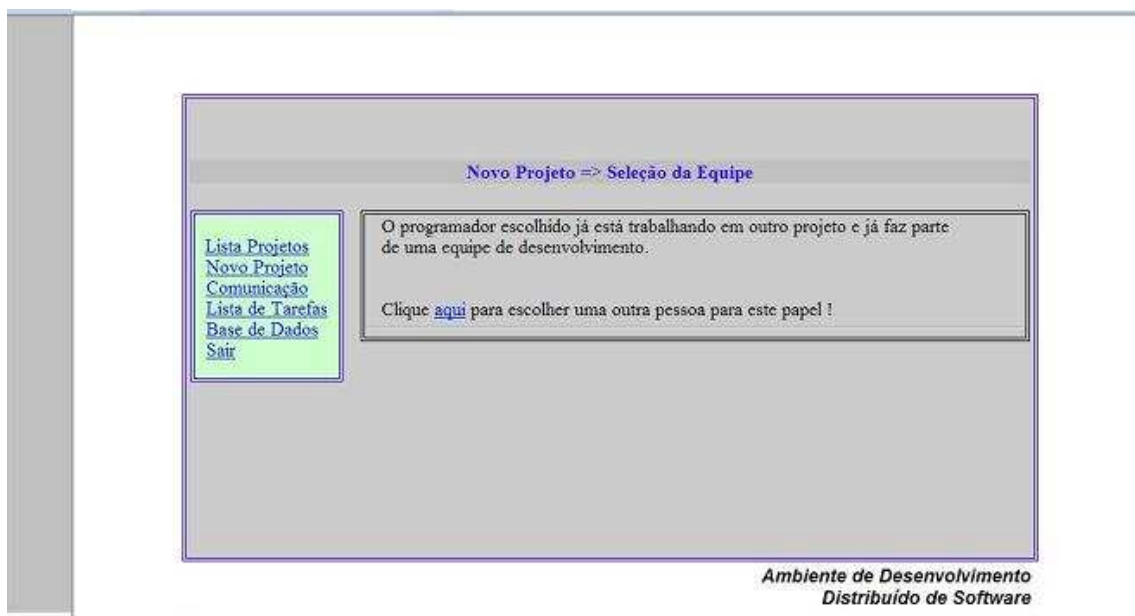 Novo Projeto => Seleção da Equipe
Lista Projetos
Novo Projeto
Comunicação
Lista de Tarefas
Base de Dados
Sair
O programador escolhido já está trabalhando em outro projeto e já faz parte
de uma equipe de desenvolvimento.
Clique aqui para escolher uma outra pessoa para este papel !
Ambiente de Desenvolvimento
Distribuído de Software